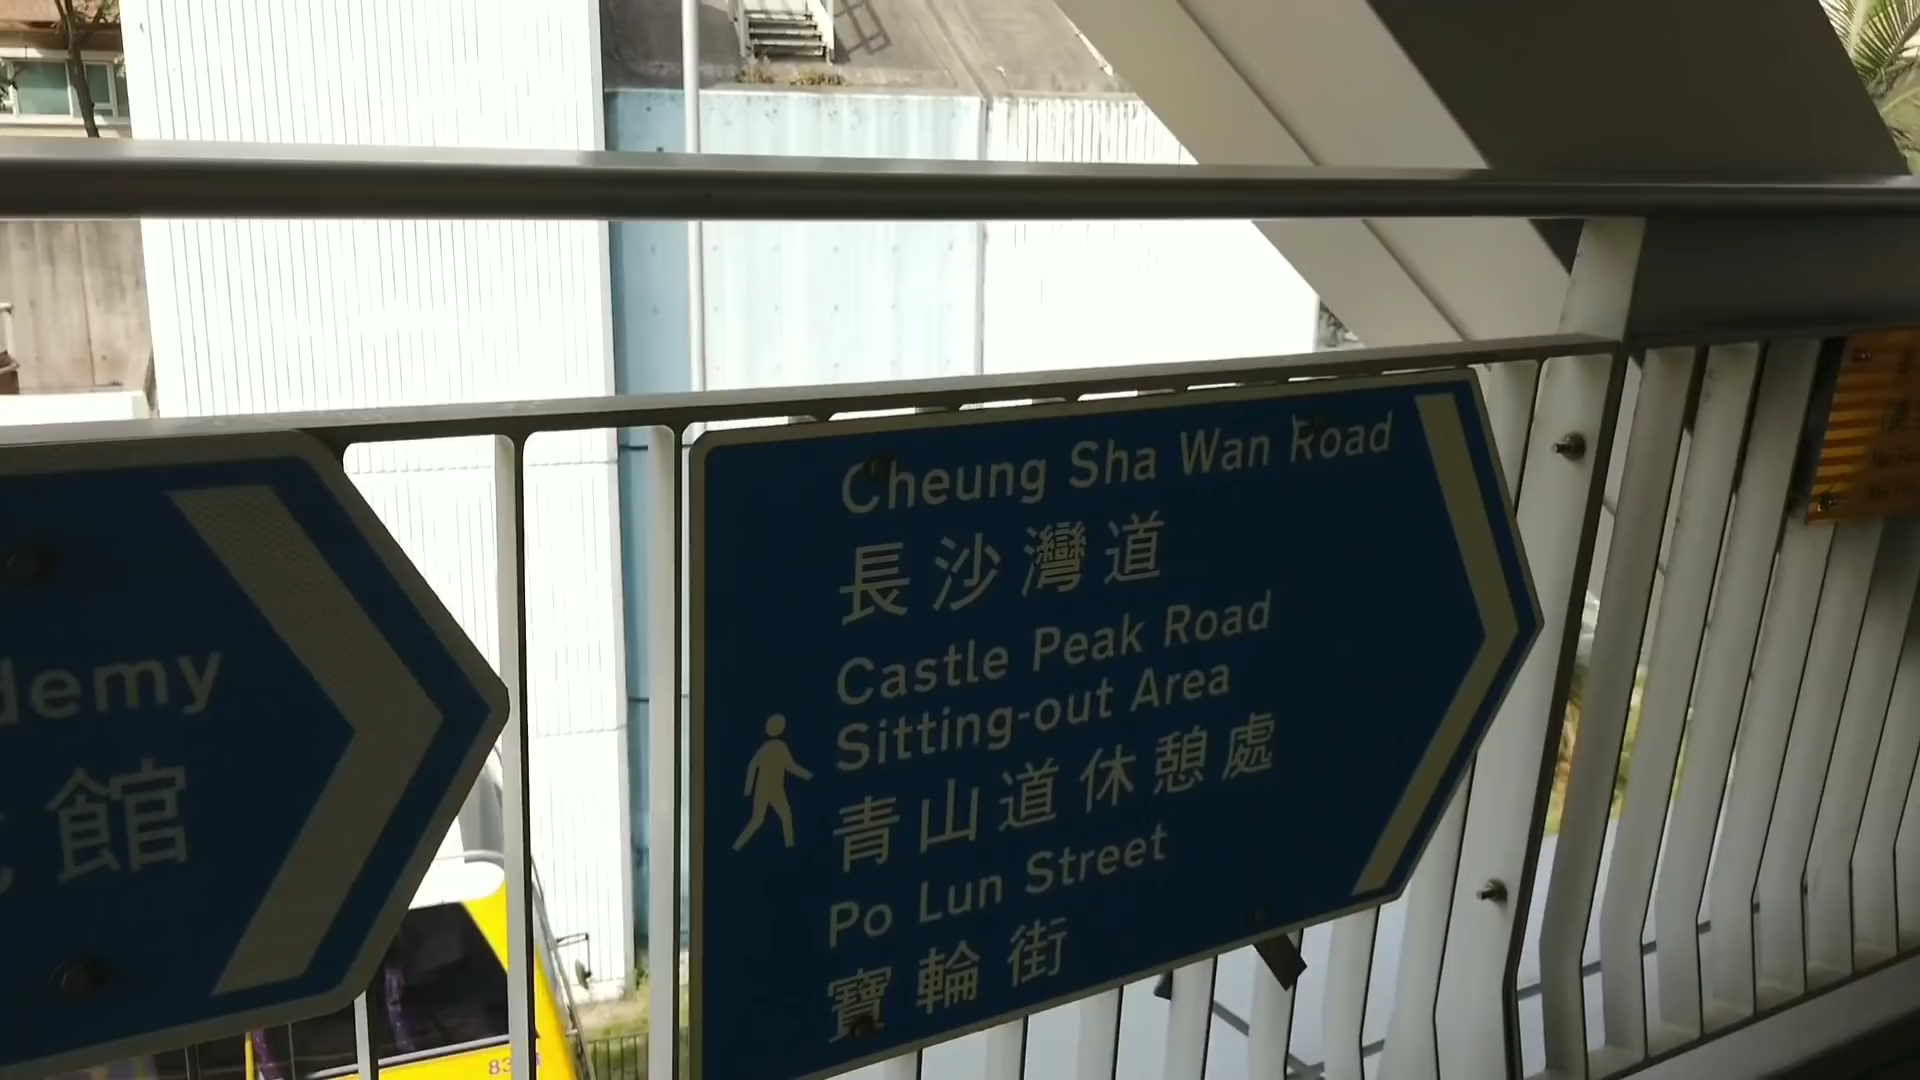 demy
館
Cheung Sha Wan Road
長沙灣道
Castle Peak Road
Sitting-out Area
青山道休憩處
Po Lun Street
寶輪街